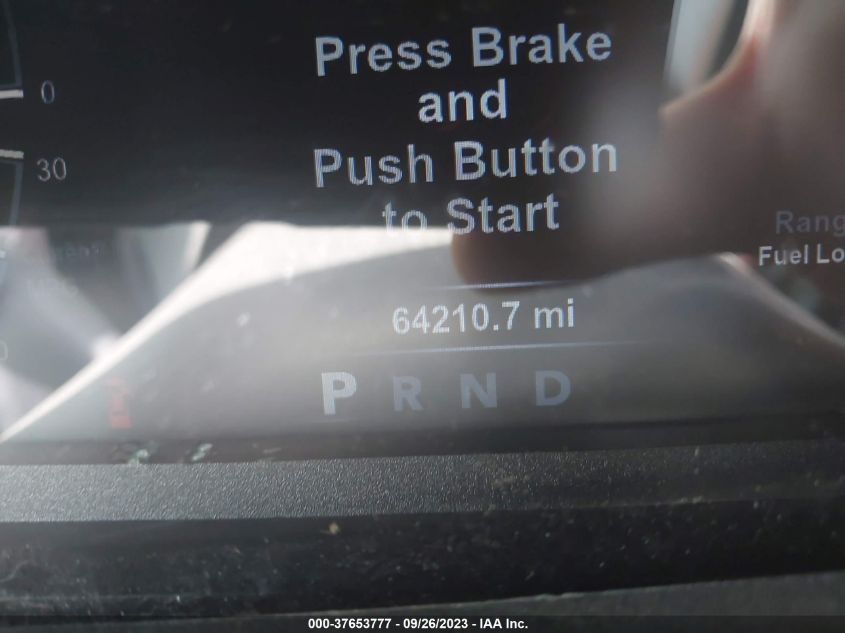 Press Brake
and
Push Button
to Start
0
30
Rang
Fuel Lo
64210.7 mi
P R N D
000-37653777 - 09/26/2023 - IAA Inc.